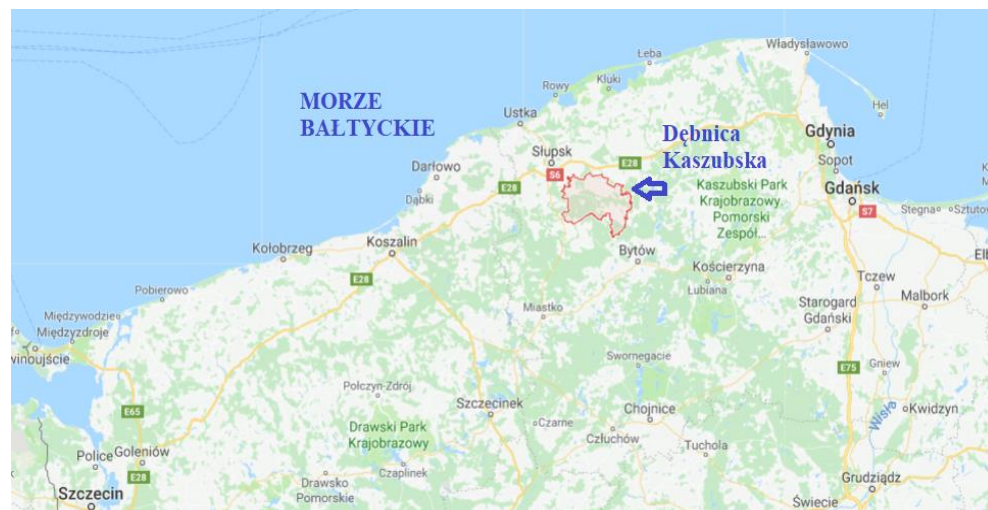 Władysławowo
Łeba
Kluki
Rowy
Hel
MORZE
BAŁTYCKIE
Ustka
Dębnica
Kaszubska
Gdynia
Słupsk
E28
Sopot
Darłowo
S6
E28
Kaszubski Park
Krajobrazowy
Pomorski
Zespół...
Gdańsk
S7
Dąbki
Stegna
Sztutow
Kołobrzeg
Koszalin
Bytów
Kościerzyna
E28
Lubiana
Tczew
Pobierowo
Malbork
Miastko
Starogard
Gdański
Międzywodzie
Międzyzdroje
winoujście
Swornegacie
E75
Gniew
Połczyn-Zdrój
Szczecinek
Chojnice
Wisła
Kwidzyn
E65
Drawski Park
Krajobrazowy
Czarne
Człuchów
Tuchola
Police
Goleniów
E28
Czaplinek
Drawsko
Pomorskie
Grudziądz
Szczecin
Świecie